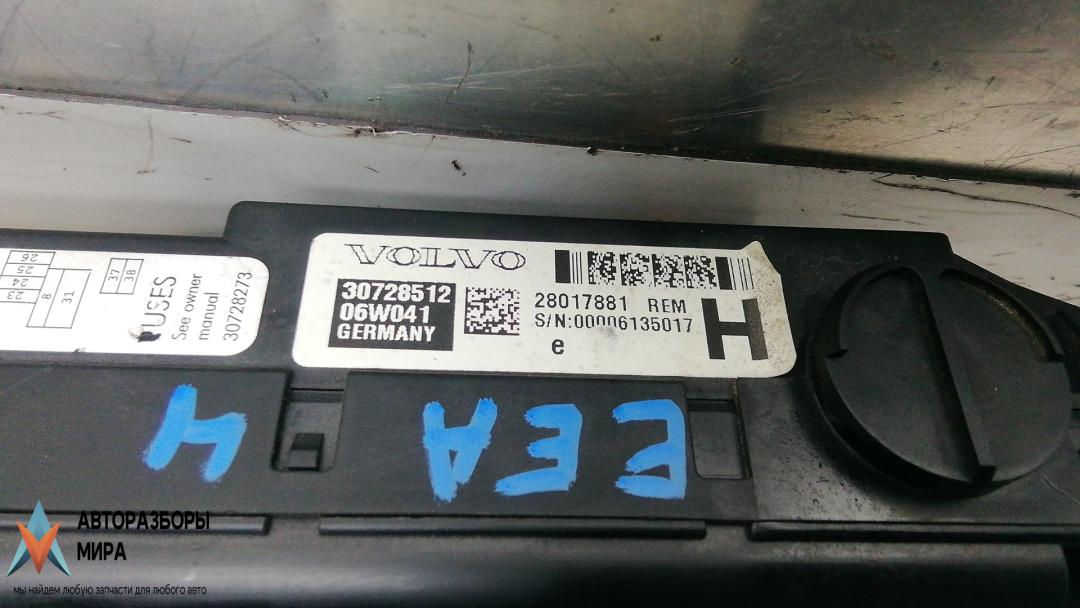 26
25
24
23
8
31
37
38
FUSES
See owner
manual
30728273
VOLVO
30728512
06W041
GERMANY
28017881 REM
S/N:00006135017
e
H
EEA 4
АВТОРАЗБОРЫ
МИРА
мы найдем любую запчасти для любого авто